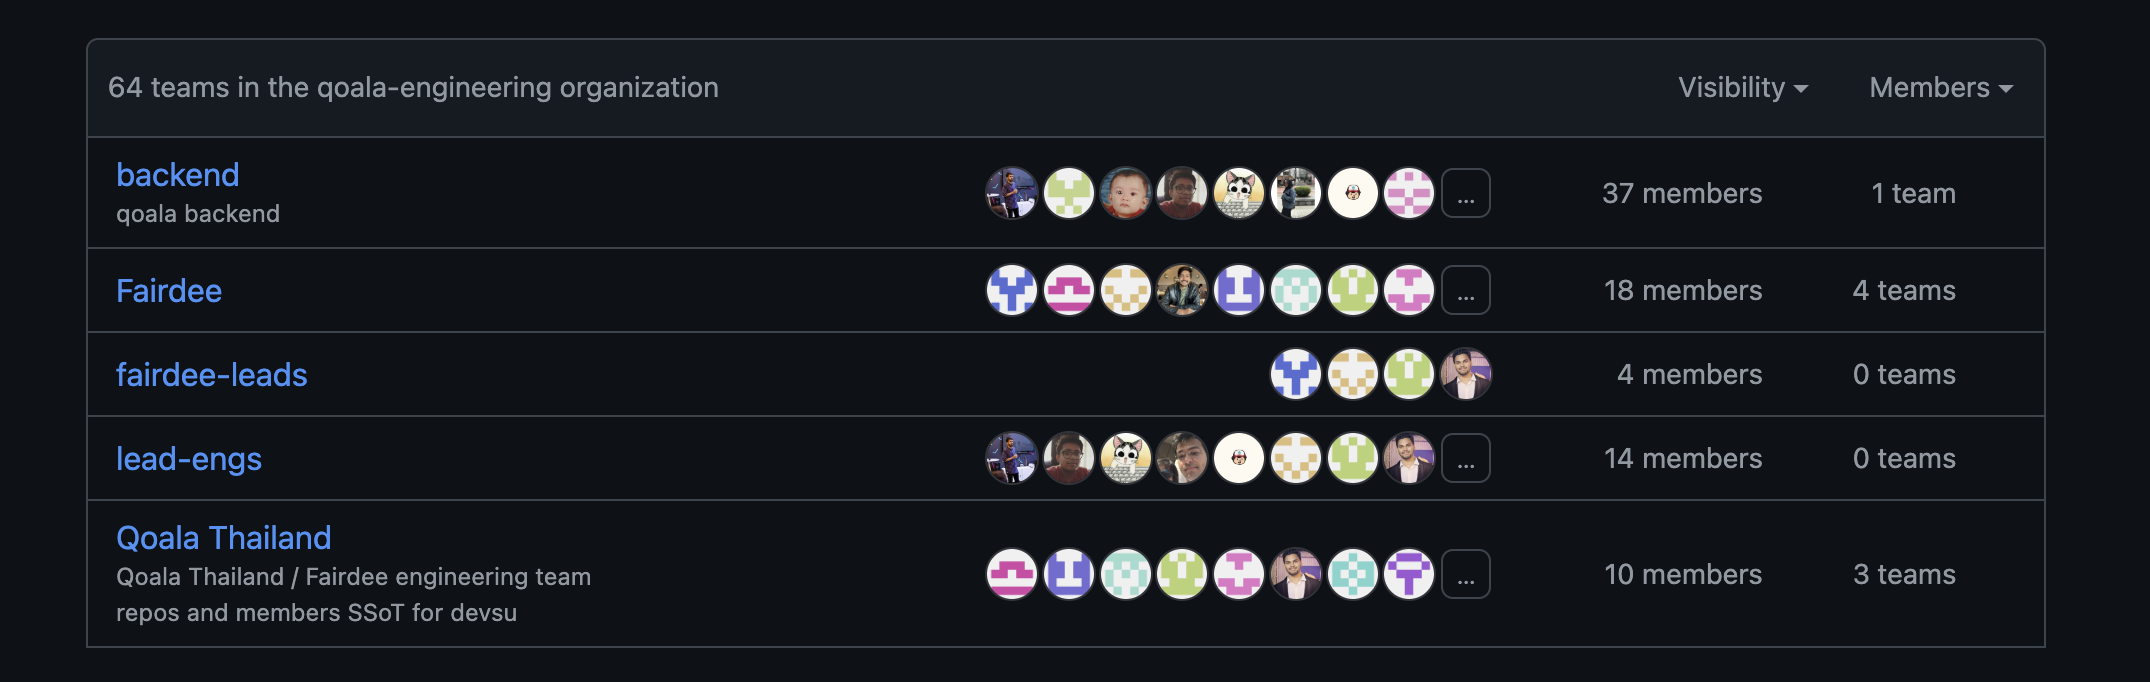 64 teams in the qoala-engineering organization
Visibility
Members
backend
qoala backend
...
37 members
1 team
Fairdee
...
18 members
4 teams
fairdee-leads
4 members
0 teams
lead-engs
...
14 members
0 teams
Qoala Thailand
Qoala Thailand / Fairdee engineering team
repos and members SSoT for devsu
...
10 members
3 teams